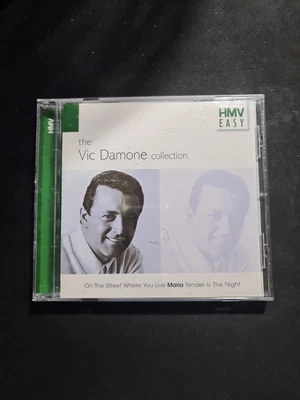 HMV
HMV
EASY
the
Vic Damone collection
On The Street Where You Live Maria Tender Is The Night